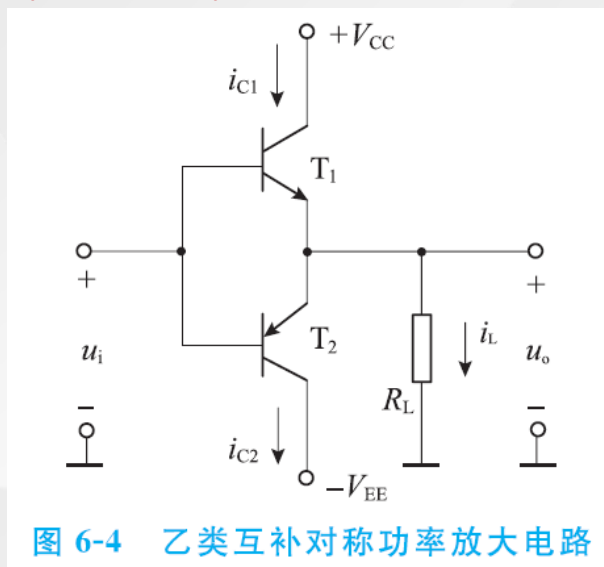 +V_CC
i_C1
T_1
+
+
u_i
T_2
i_L
u_o
R_L
−
−
i_C2
−V_EE
图 6-4 乙类互补对称功率放大电路